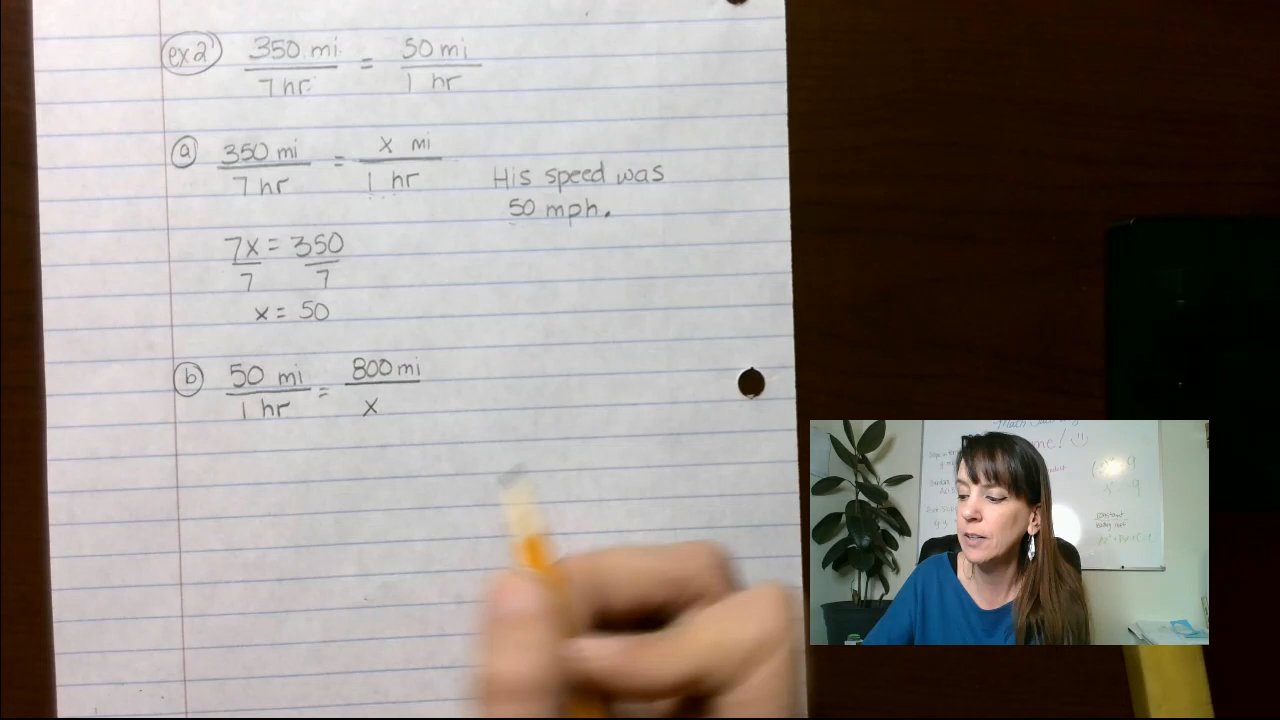 ex2 350 mi / 7 hr = 50 mi / 1 hr
a 350 mi / 7 hr = x mi / 1 hr
His speed was
50 mph.
7x = 350
7 7
x = 50
b 50 mi / 1 hr = 800 mi / x
me! :)